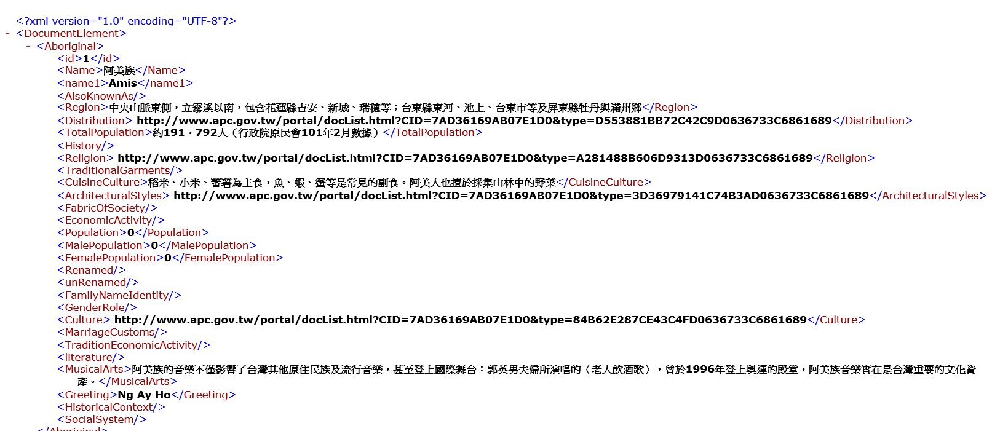 <?xml version="1.0" encoding="UTF-8"?>
- <DocumentElement>
- <Aboriginal>
<id>1</id>
<Name>阿美族</Name>
<name1>Amis</name1>
<AlsoKnownAs/>
<Region>中央山脈東側，立霧溪以南，包含花蓮縣吉安、新城、瑞穗等；台東縣東河、池上、台東市等及屏東縣牡丹與滿州鄉</Region>
<Distribution> http://www.apc.gov.tw/portal/docList.html?CID=7AD36169AB07E1D0&type=D553881BB72C42C9D0636733C6861689</Distribution>
<TotalPopulation>約191，792人（行政院原民會101年2月數據）</TotalPopulation>
<History/>
<Religion> http://www.apc.gov.tw/portal/docList.html?CID=7AD36169AB07E1D0&type=A281488B606D9313D0636733C6861689</Religion>
<TraditionalGarments/>
<CuisineCulture>稻米、小米、蕃薯為主食，魚、蝦、蟹等是常見的副食。阿美人也擅於採集山林中的野菜</CuisineCulture>
<ArchitecturalStyles> http://www.apc.gov.tw/portal/docList.html?CID=7AD36169AB07E1D0&type=3D36979141C74B3AD0636733C6861689</ArchitecturalStyles>
<FabricOfSociety/>
<EconomicActivity/>
<Population>0</Population>
<MalePopulation>0</MalePopulation>
<FemalePopulation>0</FemalePopulation>
<Renamed/>
<unRenamed/>
<FamilyNameIdentity/>
<GenderRole/>
<Culture> http://www.apc.gov.tw/portal/docList.html?CID=7AD36169AB07E1D0&type=84B62E287CE43C4FD0636733C6861689</Culture>
<MarriageCustoms/>
<TraditionEconomicActivity/>
<literature/>
<MusicalArts>阿美族的音樂不僅影響了台灣其他原住民族及流行音樂，甚至登上國際舞台：郭英男夫婦所演唱的〈老人飲酒歌〉，曾於1996年登上奧運的殿堂，阿美族音樂實在是台灣重要的文化資
產。</MusicalArts>
<Greeting>Ng Ay Ho</Greeting>
<HistoricalContext/>
<SocialSystem/>
</Aboriginal>